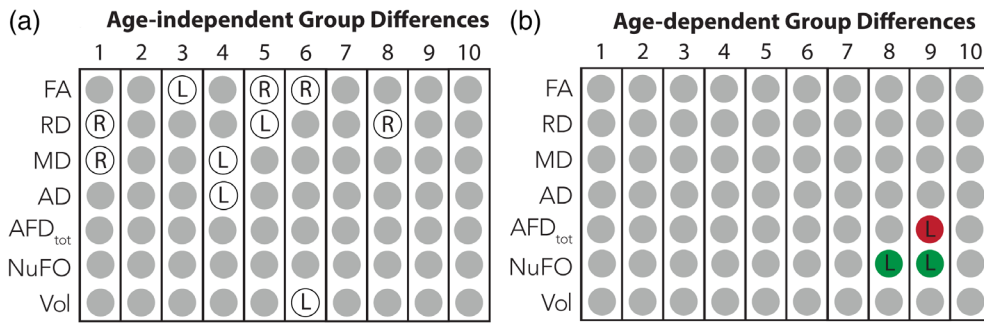 (a) Age-independent Group Differences
1 2 3 4 5 6 7 8 9 10
FA L R R
RD R L R
MD R L
AD L
AFDtot
NuFO
Vol L
(b) Age-dependent Group Differences
1 2 3 4 5 6 7 8 9 10
FA
RD
MD
AD
AFDtot L
NuFO L L
Vol